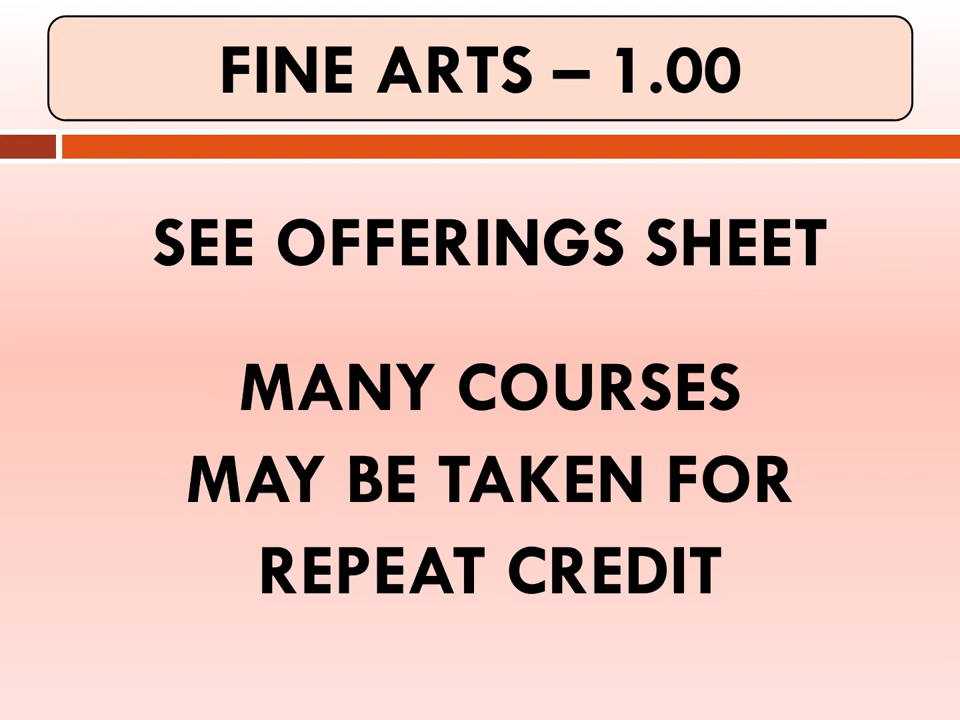 FINE ARTS – 1.00
SEE OFFERINGS SHEET
MANY COURSES
MAY BE TAKEN FOR
REPEAT CREDIT